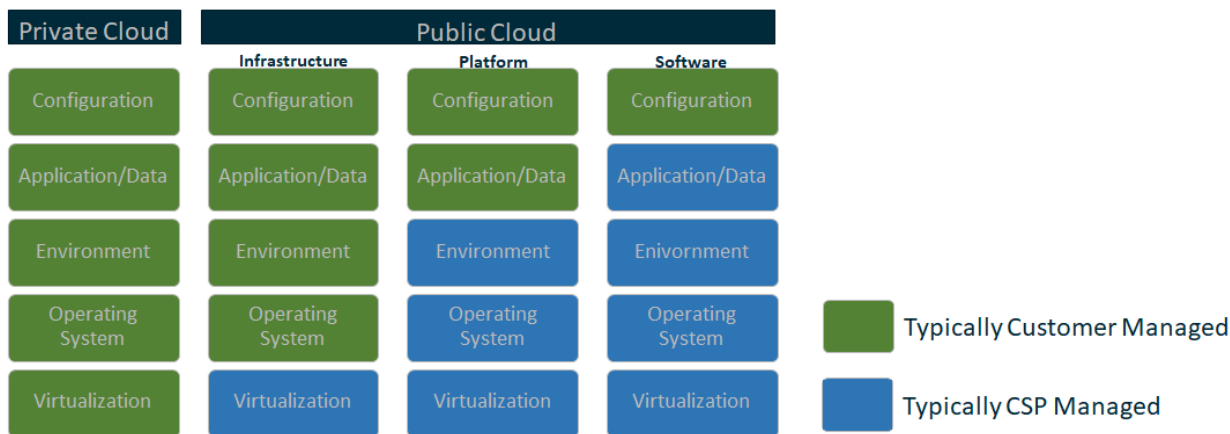 Private Cloud
Public Cloud
Infrastructure
Platform
Software
Configuration
Configuration
Configuration
Configuration
Application/Data
Application/Data
Application/Data
Application/Data
Environment
Environment
Environment
Enivornment
Operating
System
Operating
System
Operating
System
Operating
System
Virtualization
Virtualization
Virtualization
Virtualization
Typically Customer Managed
Typically CSP Managed